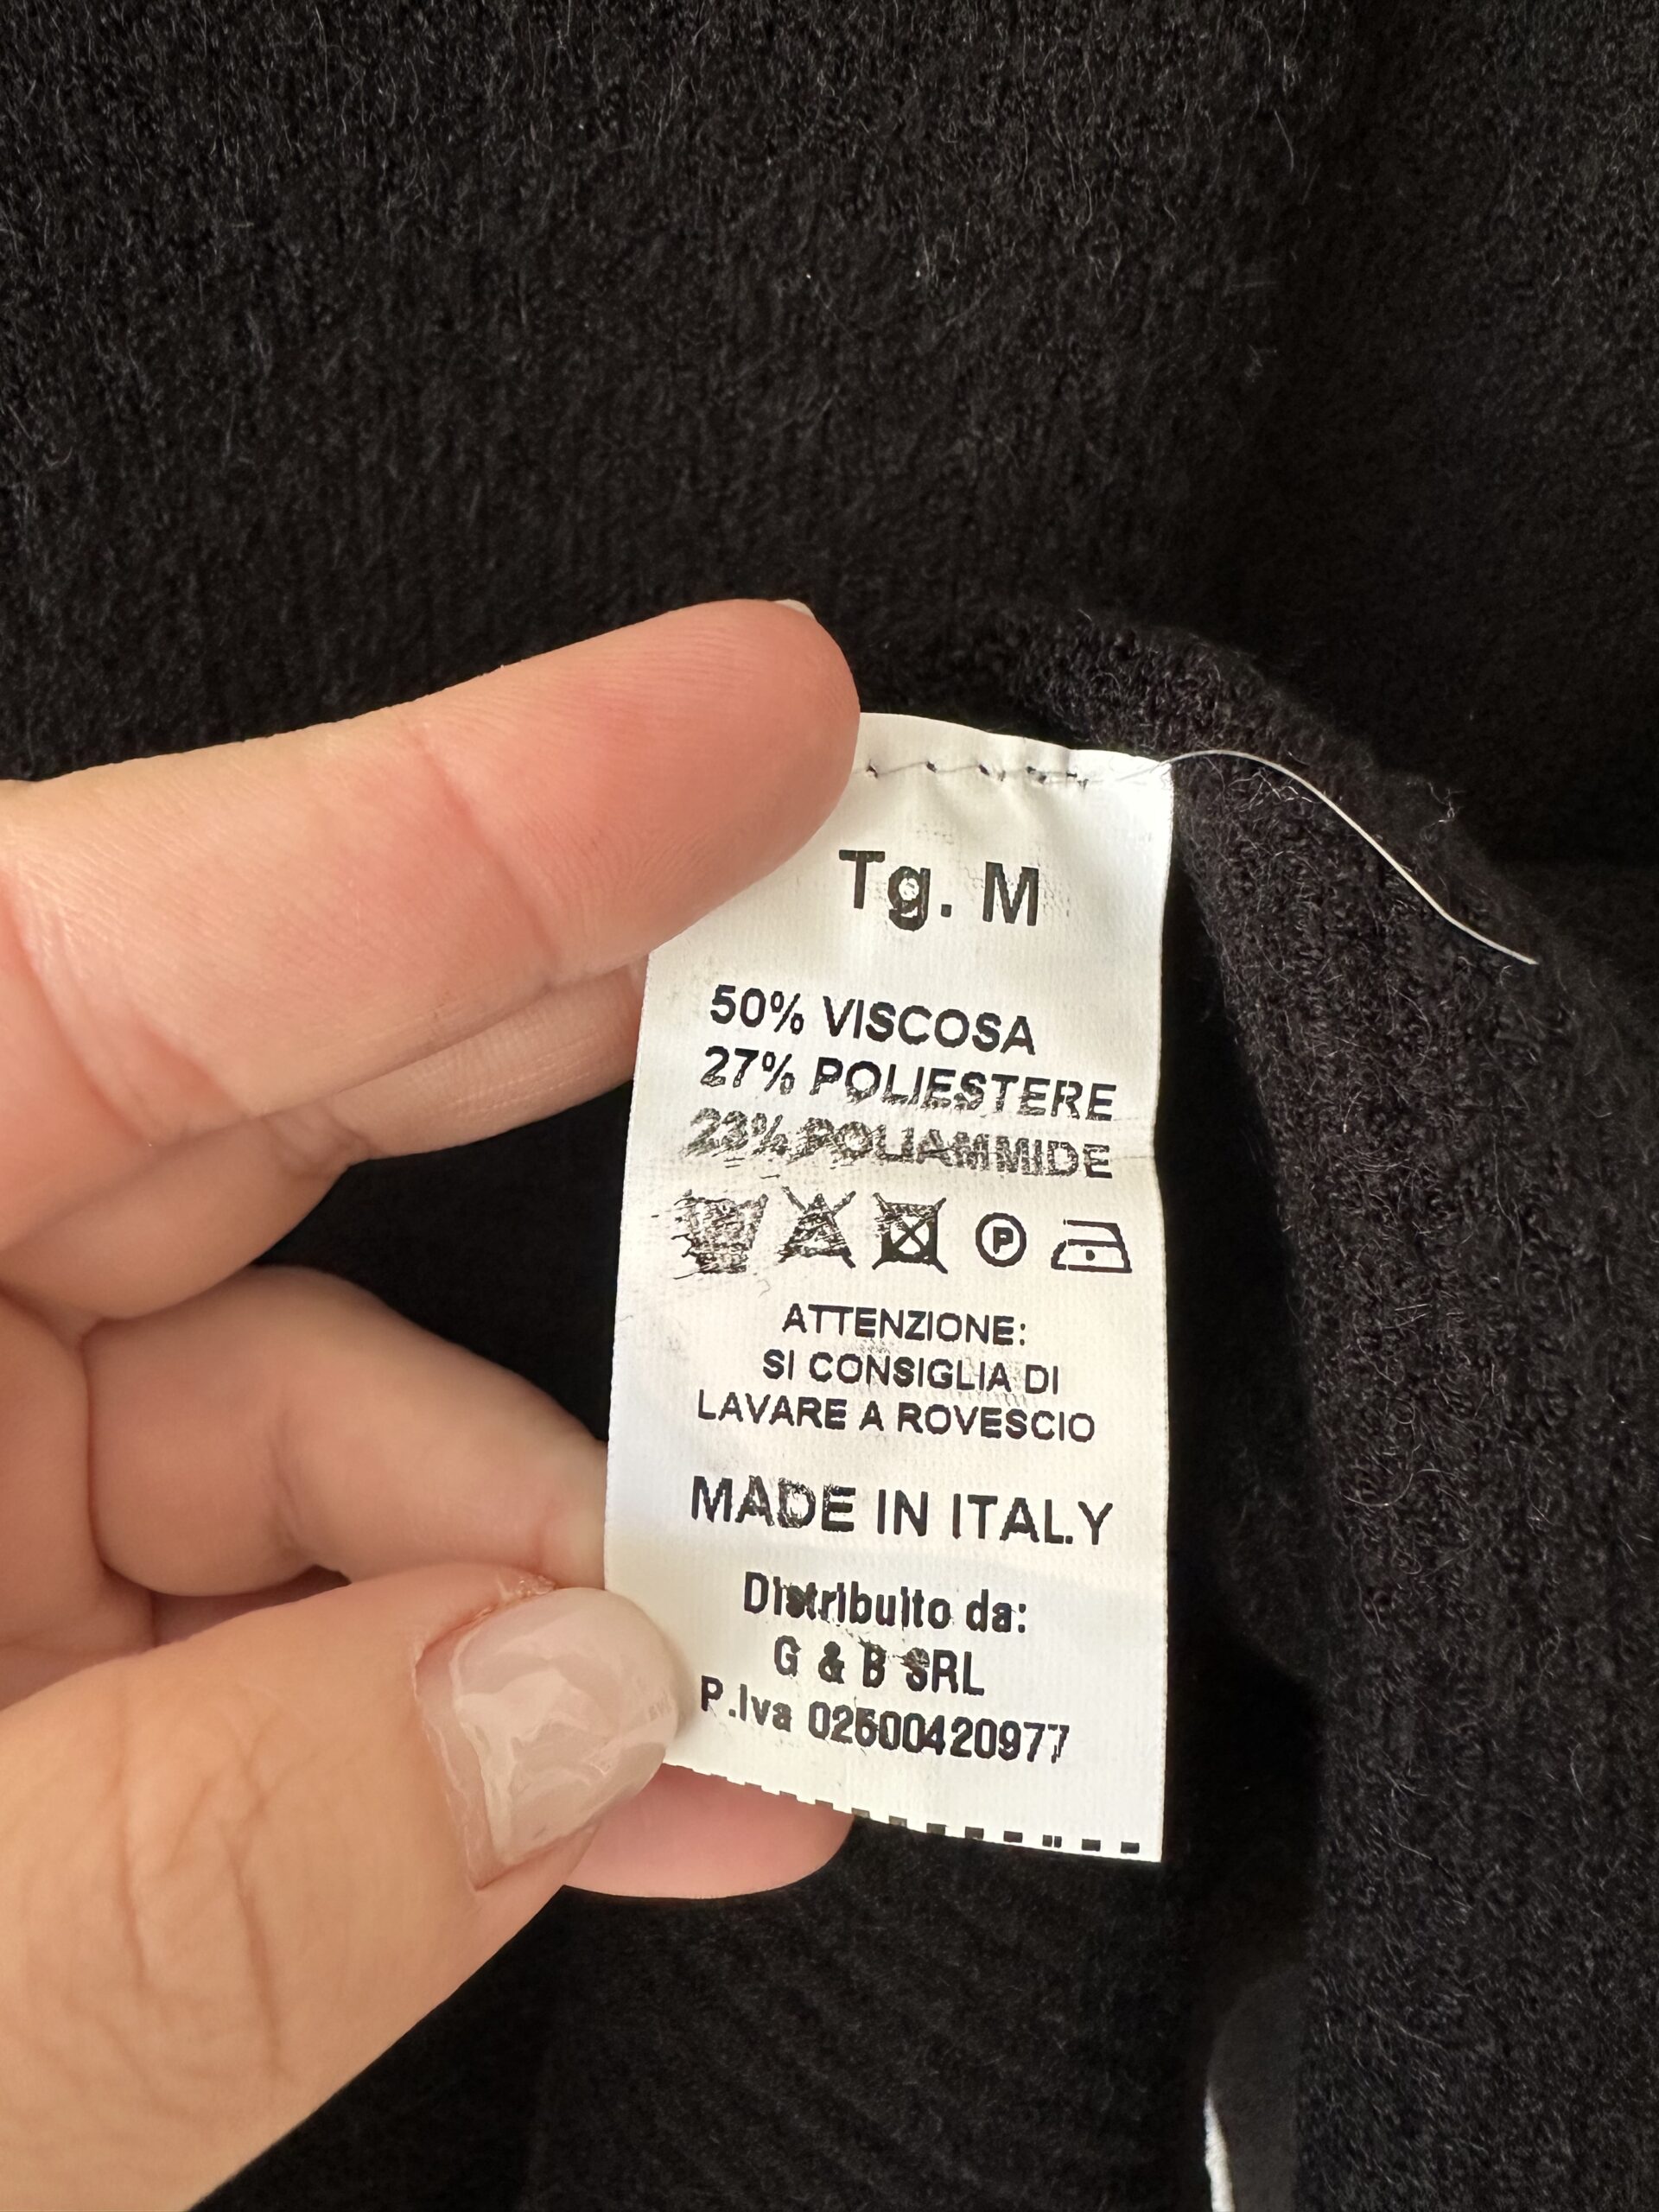 Tg. M
50% VISCOSA
27% POLIESTERE
23% POLIAMMIDE
P
ATTENZIONE:
SI CONSIGLIA DI
LAVARE A ROVESCIO
MADE IN ITALY
Distribuito da:
G & B SRL
P.Iva 02500420977